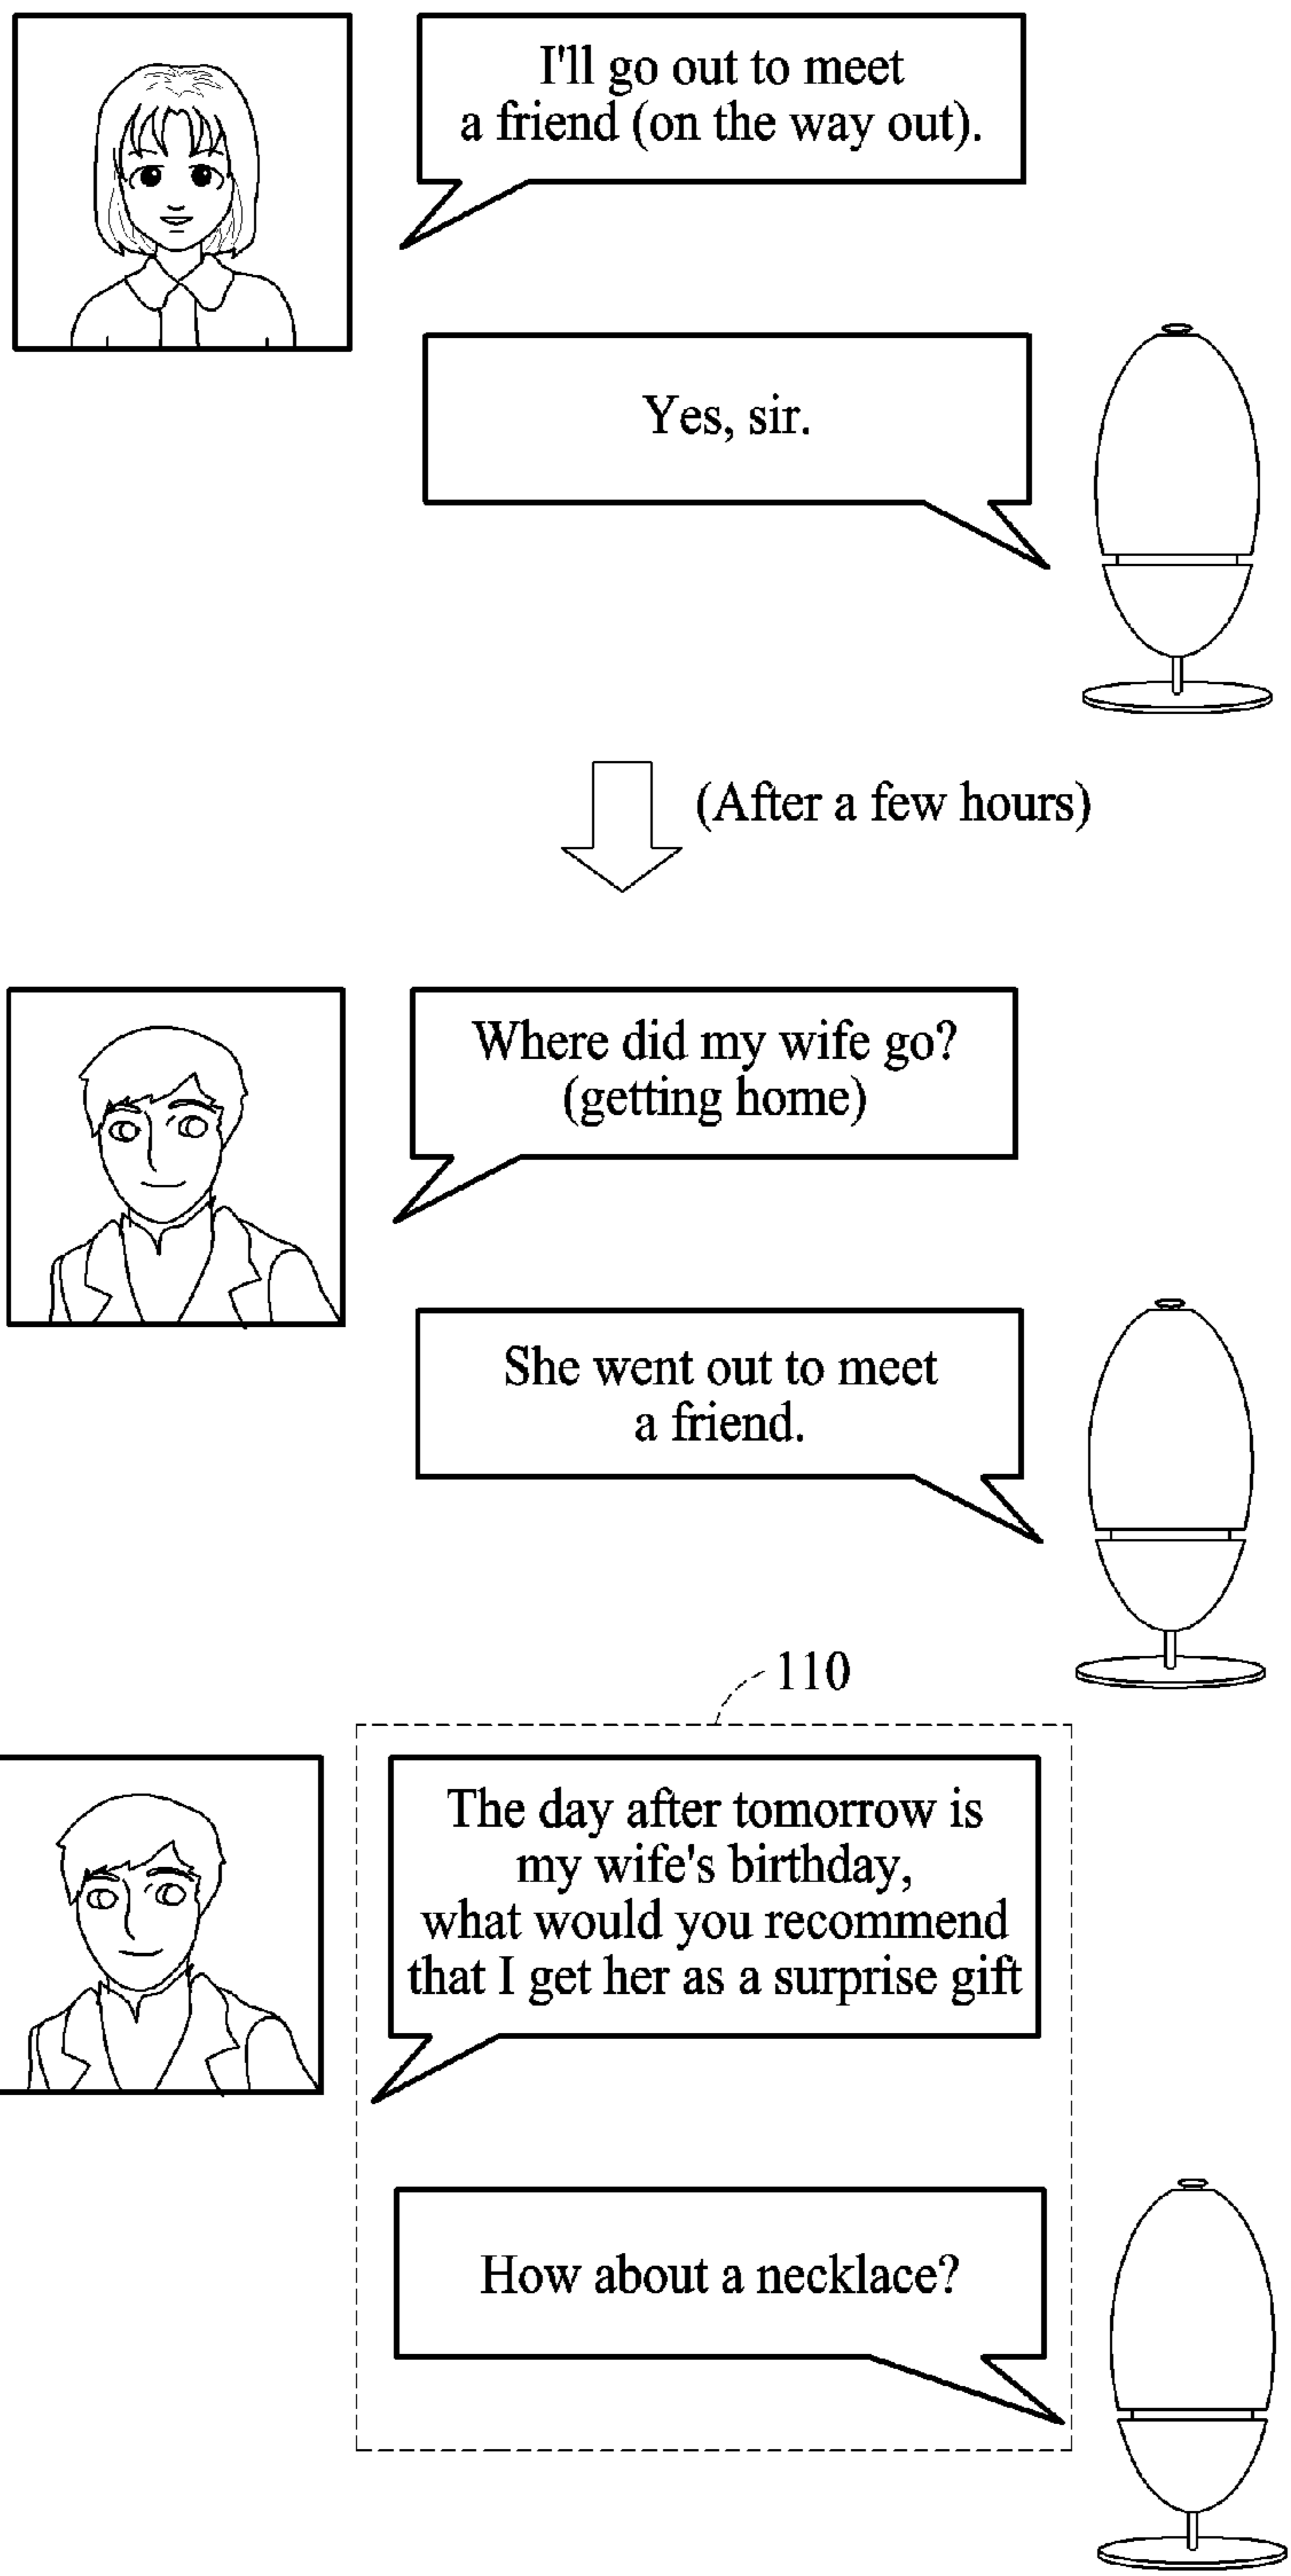 I'll go out to meet
a friend (on the way out).
Yes, sir.
(After a few hours)
Where did my wife go?
(getting home)
She went out to meet
a friend.
110
The day after tomorrow is
my wife's birthday,
what would you recommend
that I get her as a surprise gift
How about a necklace?